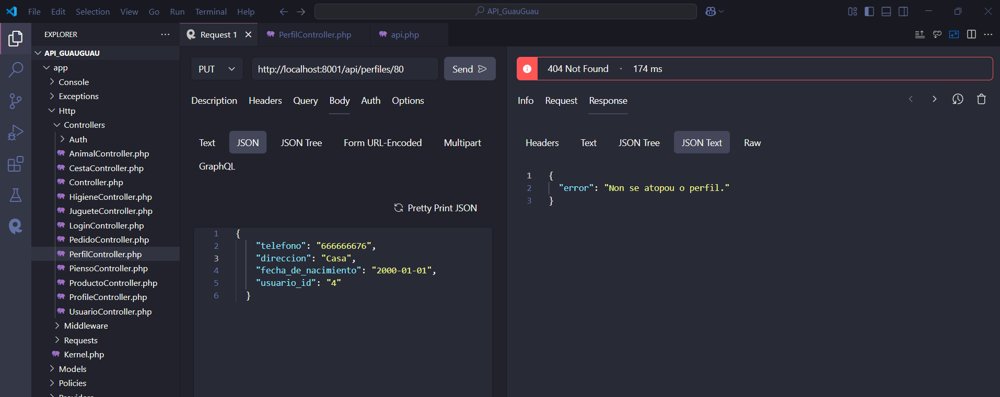 File Edit Selection View Go Run Terminal Help API_GuauGuau
EXPLORER
Request 1 PerfilController.php api.php
API_GUAUGUAU
app
Console
Exceptions
Http
Controllers
Auth
AnimalController.php
CestaController.php
Controller.php
HigieneController.php
JugueteController.php
LoginController.php
PedidoController.php
PerfilController.php
PiensoController.php
ProductoController.php
ProfileController.php
UsuarioController.php
Middleware
Requests
Kernel.php
Models
Policies
Providers
PUT http://localhost:8001/api/perfiles/80 Send
Description Headers Query Body Auth Options
Text JSON JSON Tree Form URL-Encoded Multipart
GraphQL
Pretty Print JSON
1 {
2 "telefono": "666666676",
3 "direccion": "Casa",
4 "fecha_de_nacimiento": "2000-01-01",
5 "usuario_id": "4"
6 }
404 Not Found · 174 ms
Info Request Response
Headers Text JSON Tree JSON Text Raw
1 {
2 "error": "Non se atopou o perfil."
3 }